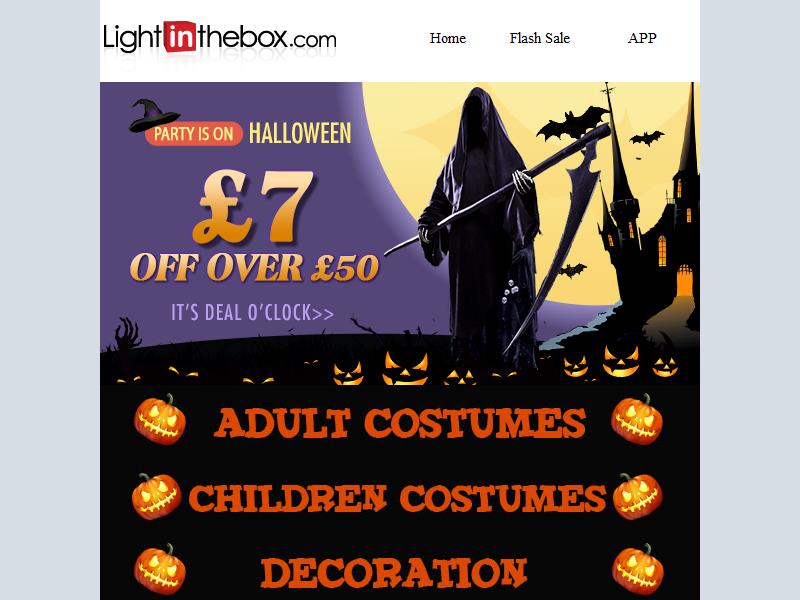 Lightinthebox.com
Home Flash Sale APP
PARTY IS ON HALLOWEEN
£7
OFF OVER £50
IT'S DEAL O'CLOCK>>
ADULT COSTUMES
CHILDREN COSTUMES
DECORATION